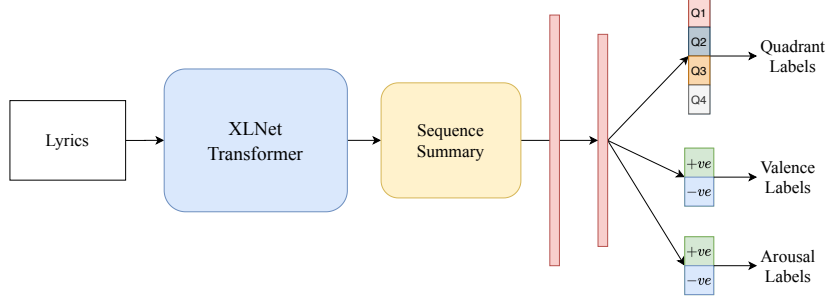 Lyrics
XLNet
Transformer
Sequence
Summary
Q1
Q2
Q3
Q4
Quadrant
Labels
+ve
−ve
Valence
Labels
+ve
−ve
Arousal
Labels